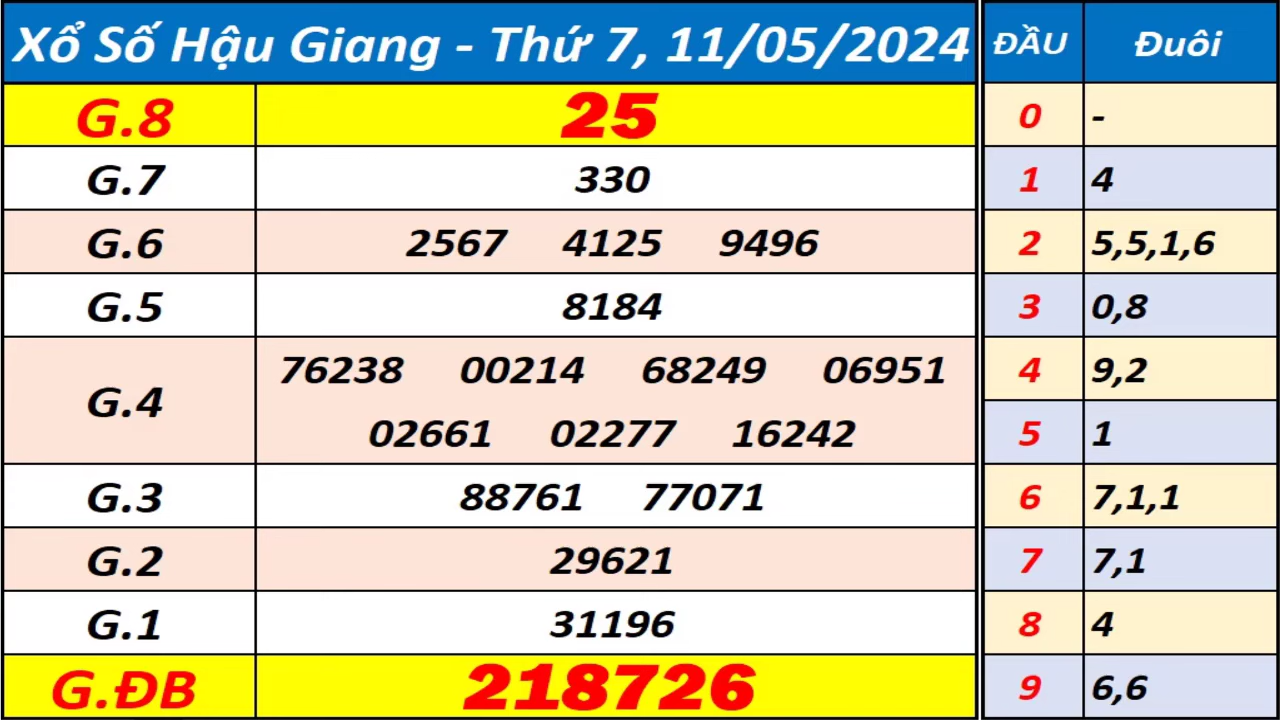 Xổ Số Hậu Giang - Thứ 7, 11/05/2024 ĐẦU Đuôi
G.8 25 0 -
G.7 330 1 4
G.6 2567 4125 9496 2 5,5,1,6
G.5 8184 3 0,8
G.4 76238 00214 68249 06951 4 9,2
02661 02277 16242 5 1
G.3 88761 77071 6 7,1,1
G.2 29621 7 7,1
G.1 31196 8 4
G.ĐB 218726 9 6,6